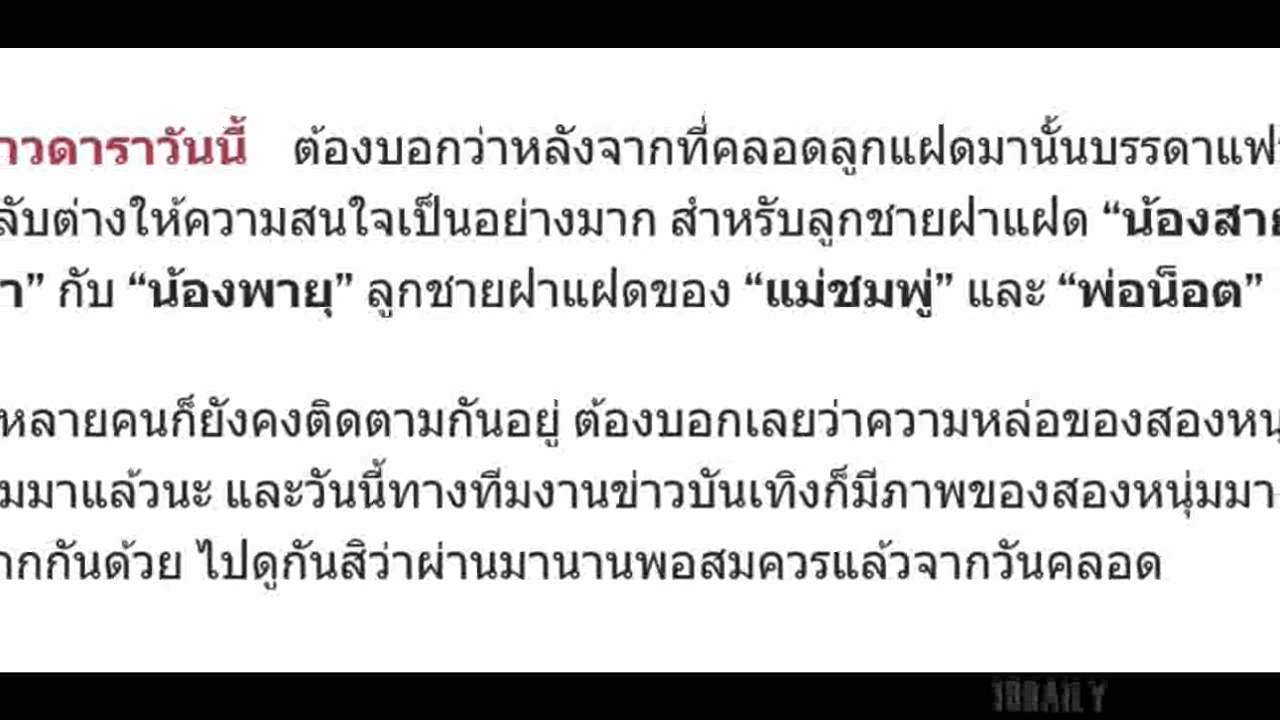 าวดาราวันนี้ ต้องบอกว่าหลังจากที่คลอดลูกแฝดมานั้นบรรดาแฟ
ลับต่างให้ความสนใจเป็นอย่างมาก สำหรับลูกชายฝาแฝด “น้องสาย
า” กับ “น้องพายุ” ลูกชายฝาแฝดของ “แม่ชมพู่” และ “พ่อน็อต”
หลายคนก็ยังคงติดตามกันอยู่ ต้องบอกเลยว่าความหล่อของสองหนุ
มมาแล้วนะ และวันนี้ทางทีมงานข่าวบันเทิงก็มีภาพของสองหนุ่มมา
ากกันด้วย ไปดูกันสิว่าผ่านมานานพอสมควรแล้วจากวันคลอด